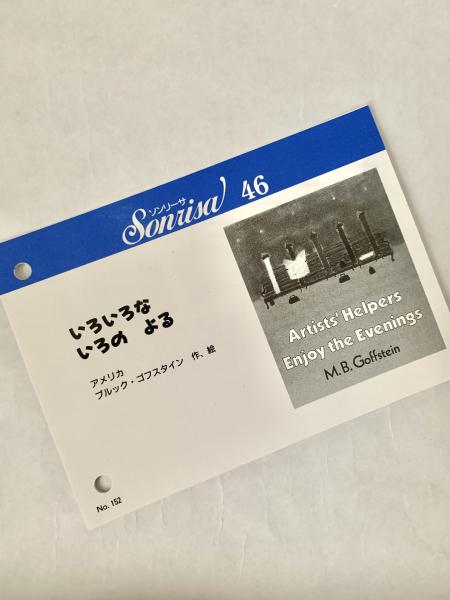 ソンリーサ
Sonrisa 46
いろいろな
いろの よる
アメリカ
ブルック・ゴフスタイン 作、絵
Artists' Helpers
Enjoy the Evenings
M.B. Goffstein
No. 152